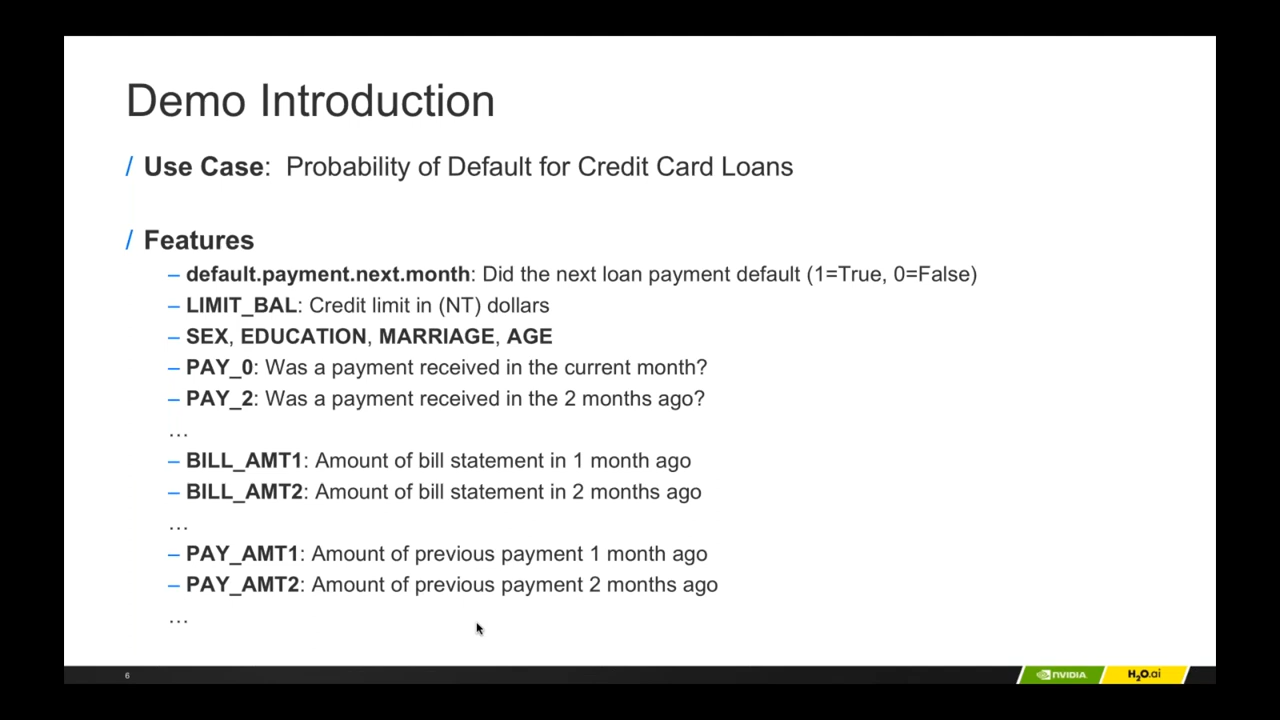 Demo Introduction
/ Use Case: Probability of Default for Credit Card Loans
/ Features
– default.payment.next.month: Did the next loan payment default (1=True, 0=False)
– LIMIT_BAL: Credit limit in (NT) dollars
– SEX, EDUCATION, MARRIAGE, AGE
– PAY_0: Was a payment received in the current month?
– PAY_2: Was a payment received in the 2 months ago?
…
– BILL_AMT1: Amount of bill statement in 1 month ago
– BILL_AMT2: Amount of bill statement in 2 months ago
…
– PAY_AMT1: Amount of previous payment 1 month ago
– PAY_AMT2: Amount of previous payment 2 months ago
…
6 NVIDIA H2O.ai